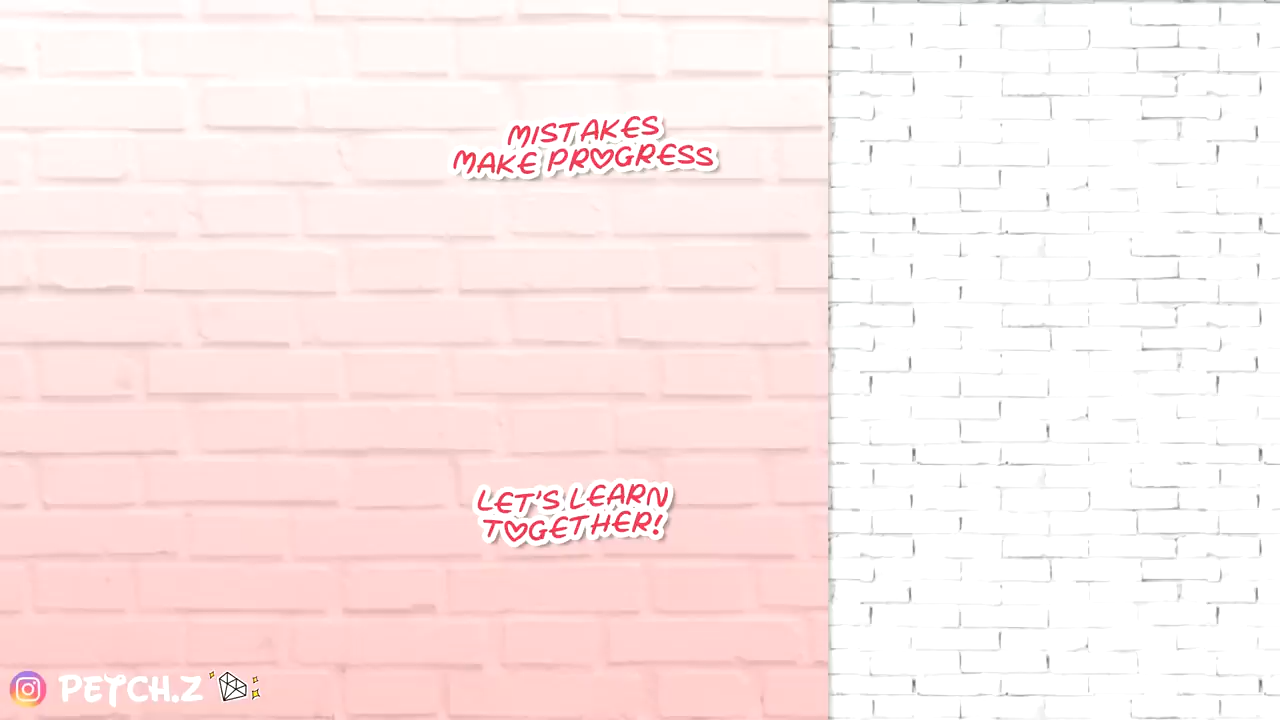 MISTAKES
MAKE PROGRESS
LET'S LEARN
TOGETHER!
PETCH.Z